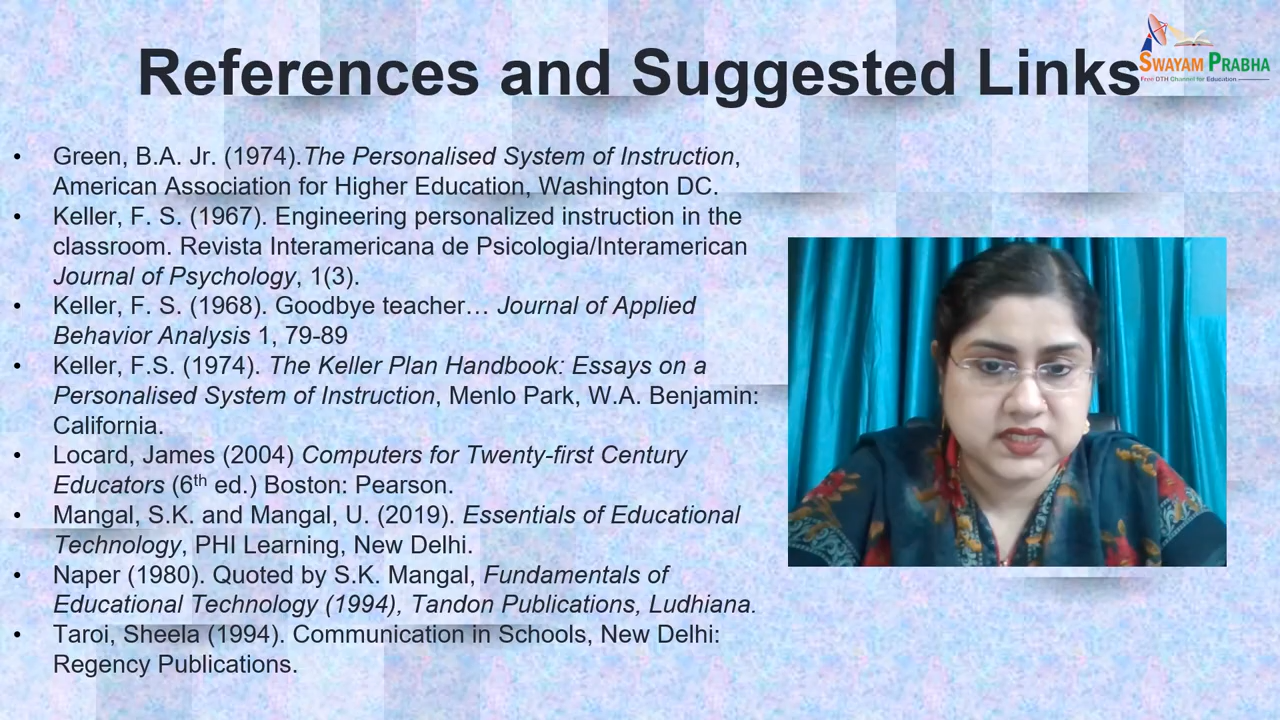 References and Suggested Links
SWAYAM PRABHA
Free DTH Channel for Education
• Green, B.A. Jr. (1974).The Personalised System of Instruction,
American Association for Higher Education, Washington DC.
• Keller, F. S. (1967). Engineering personalized instruction in the
classroom. Revista Interamericana de Psicologia/Interamerican
Journal of Psychology, 1(3).
• Keller, F. S. (1968). Goodbye teacher… Journal of Applied
Behavior Analysis 1, 79-89
• Keller, F.S. (1974). The Keller Plan Handbook: Essays on a
Personalised System of Instruction, Menlo Park, W.A. Benjamin:
California.
• Locard, James (2004) Computers for Twenty-first Century
Educators (6th ed.) Boston: Pearson.
• Mangal, S.K. and Mangal, U. (2019). Essentials of Educational
Technology, PHI Learning, New Delhi.
• Naper (1980). Quoted by S.K. Mangal, Fundamentals of
Educational Technology (1994), Tandon Publications, Ludhiana.
• Taroi, Sheela (1994). Communication in Schools, New Delhi:
Regency Publications.